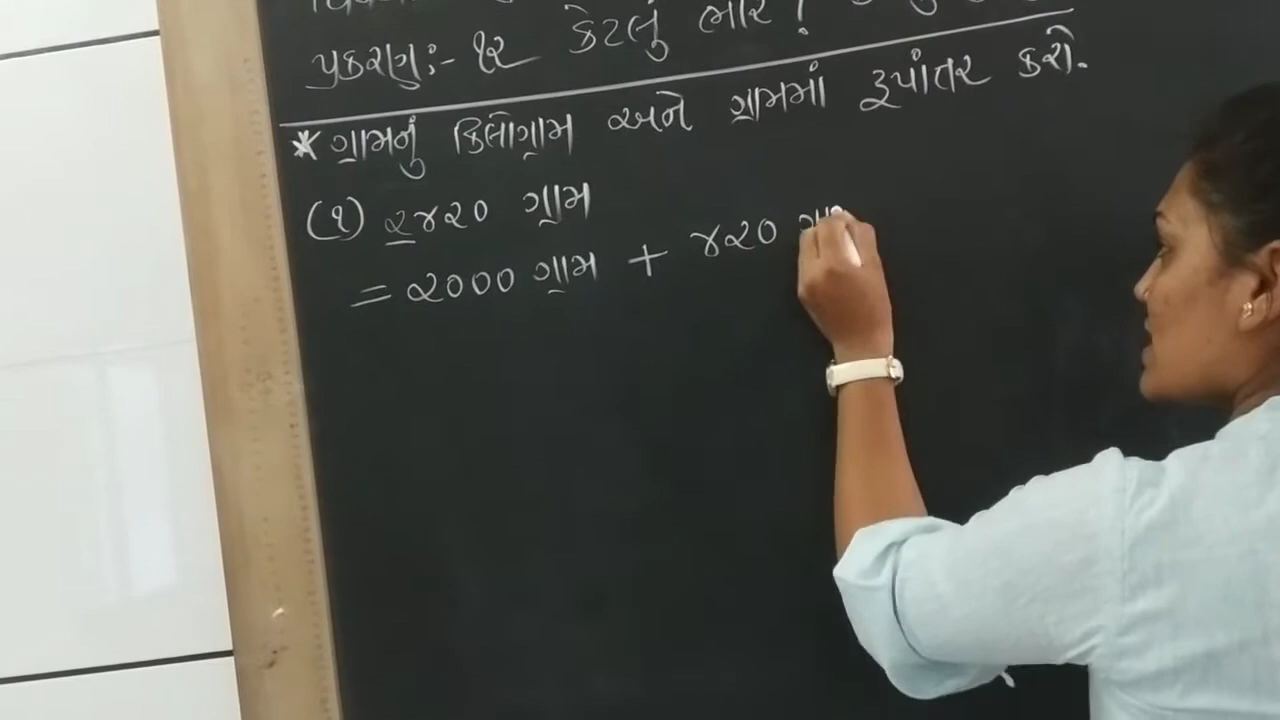 પ્રકરણ:- ૧૨ કેટલું ભારે?
* ગ્રામનું કિલોગ્રામ અને ગ્રામમાં રૂપાંતર કરો.
(૧) ૨૪૨૦ ગ્રામ
= ૨૦૦૦ ગ્રામ + ૪૨૦